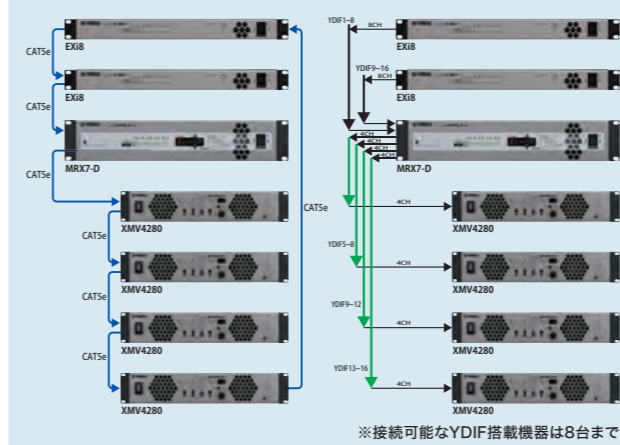 EXi8
CAT5e
EXi8
CAT5e
MRX7-D
CAT5e
XMV4280
CAT5e
XMV4280
CAT5e
XMV4280
CAT5e
XMV4280
CAT5e
YDIF1~8
8CH
EXi8
YDIF9~16
8CH
EXi8
4CH
4CH
4CH
4CH
MRX7-D
4CH
XMV4280
YDIF5~8
4CH
XMV4280
YDIF9~12
4CH
XMV4280
YDIF13~16
4CH
XMV4280
※接続可能なYDIF搭載機器は8台まで